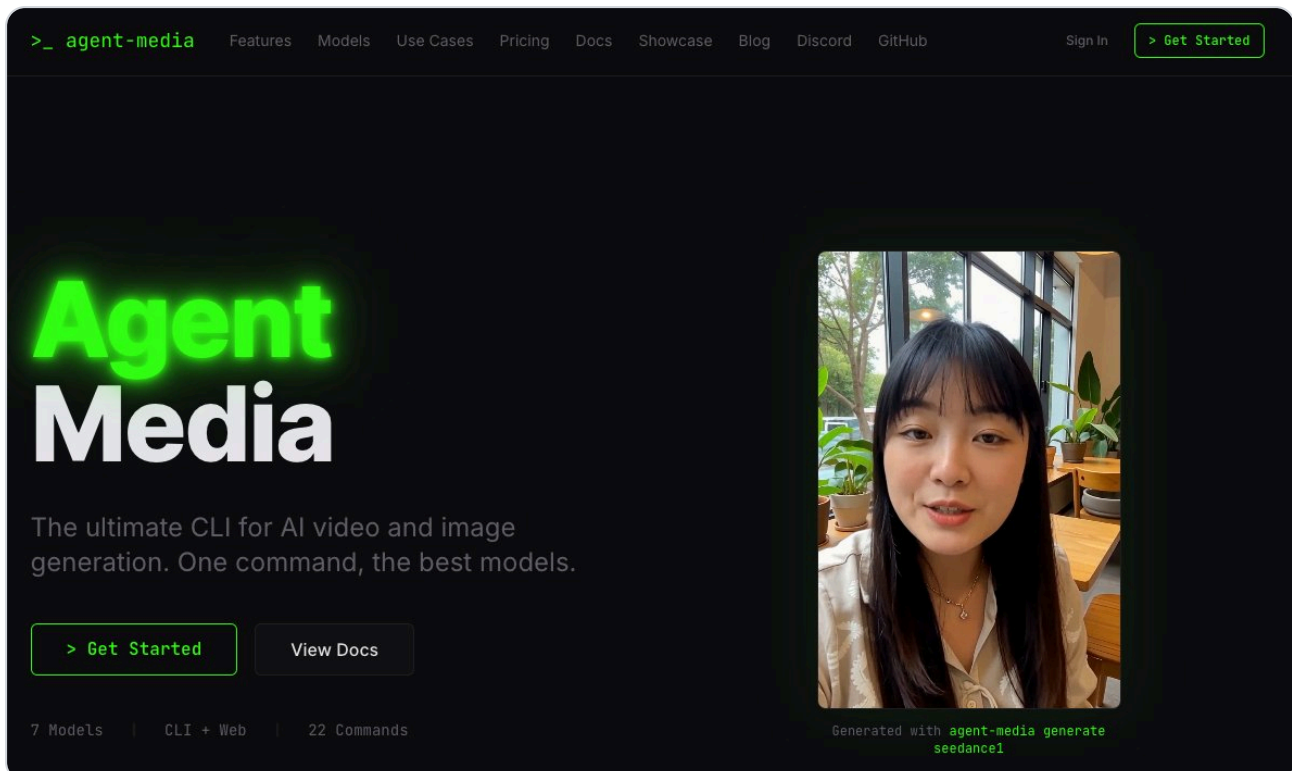 >_ agent-media Features Models Use Cases Pricing Docs Showcase Blog Discord GitHub Sign In > Get Started
Agent
Media
The ultimate CLI for AI video and image
generation. One command, the best models.
> Get Started View Docs
7 Models | CLI + Web | 22 Commands
Generated with agent-media generate
seedance1